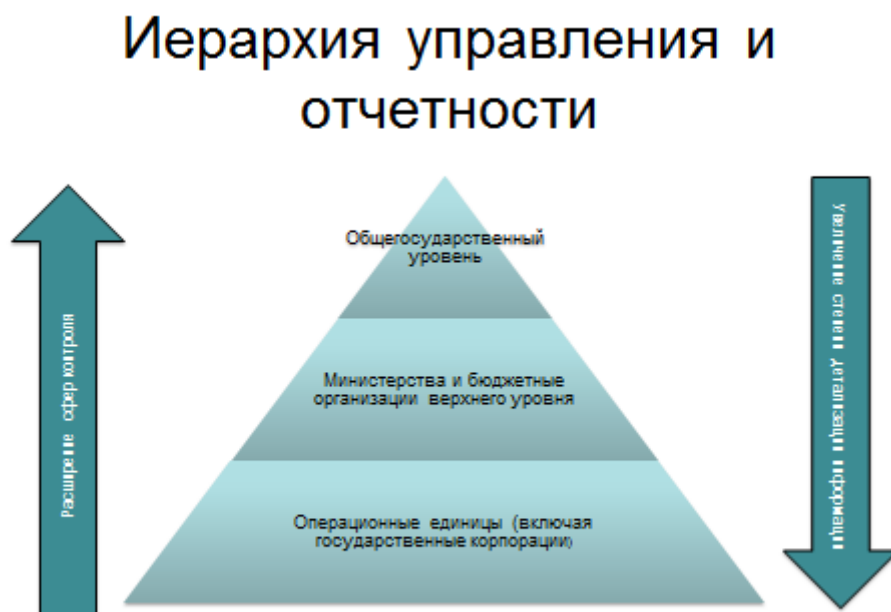 Иерархия управления и
отчетности
Общегосударственный
уровень
Министерства и бюджетные
организации верхнего уровня
Операционные единицы (включая
государственные корпорации)
Расширение сфер контроля
Увеличение степени детализации информации